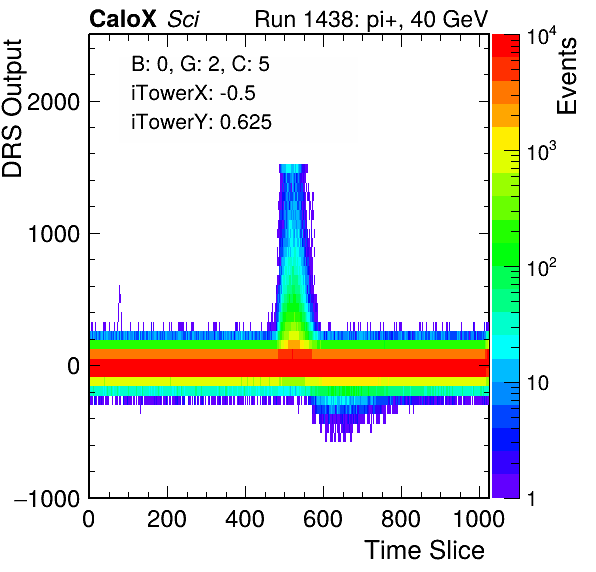 CaloX Sci Run 1438: pi+, 40 GeV
B: 0, G: 2, C: 5
iTowerX: -0.5
iTowerY: 0.625
DRS Output
2000
1000
0
−1000
0 200 400 600 800 1000
Time Slice
Events
10^4
10^3
10^2
10
1